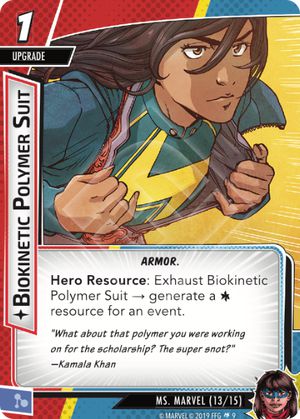 1
UPGRADE
BIOKINETIC POLYMER SUIT
ARMOR.
Hero Resource: Exhaust Biokinetic
Polymer Suit → generate a
resource for an event.
"What about that polymer you were working
on for the scholarship? The super snot?"
—Kamala Khan
MS. MARVEL (13/15)
© MARVEL © 2019 FFG 9